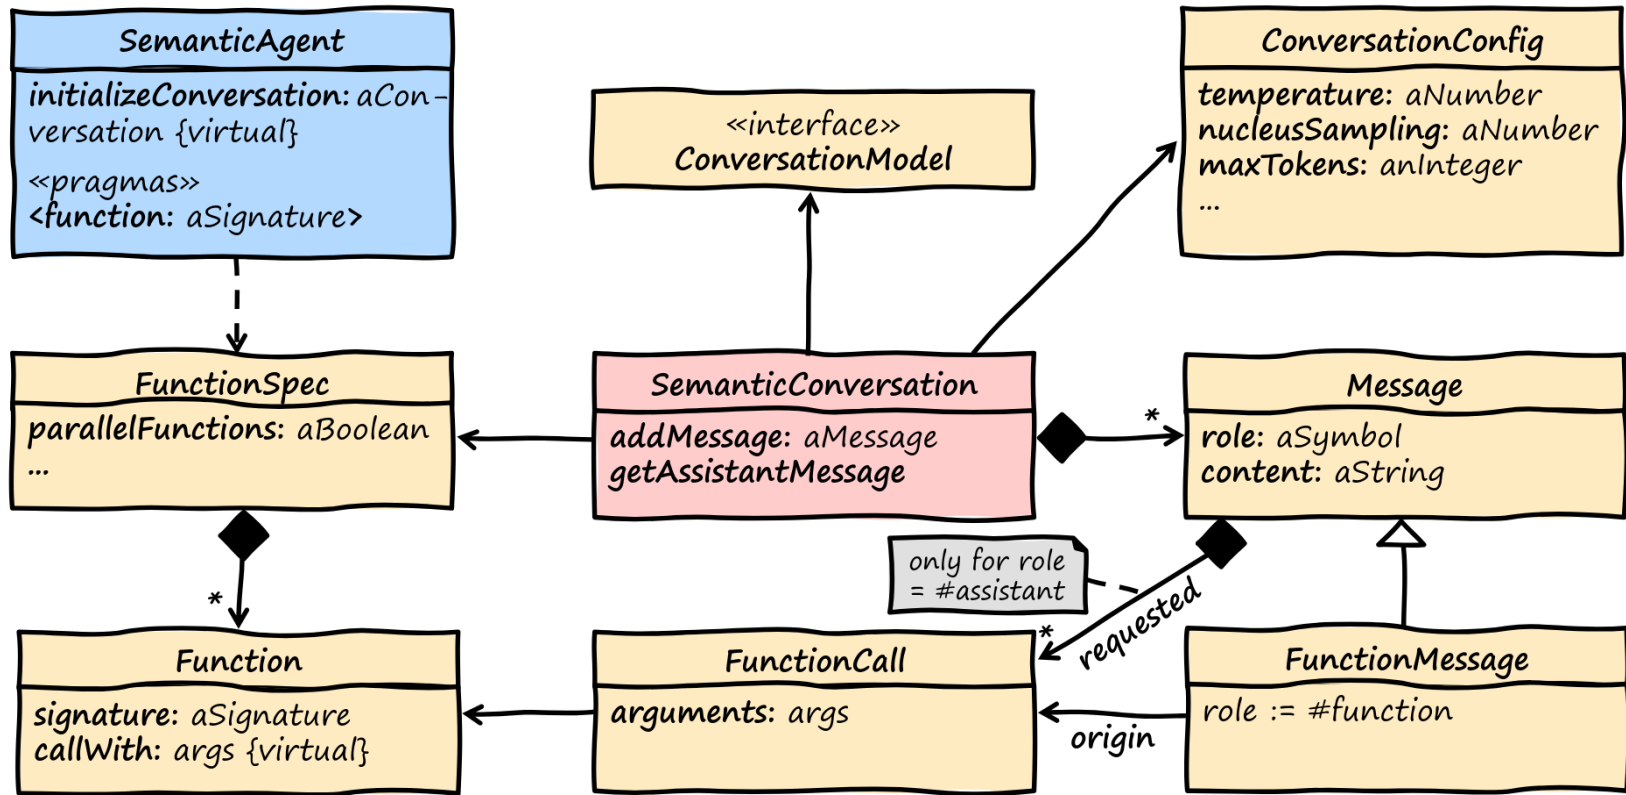 SemanticAgent
initializeConversation: aCon-
versation {virtual}
«pragmas»
<function: aSignature>
«interface»
ConversationModel
ConversationConfig
temperature: aNumber
nucleusSampling: aNumber
maxTokens: anInteger
...
FunctionSpec
parallelFunctions: aBoolean
...
SemanticConversation
addMessage: aMessage
getAssistantMessage
*
Message
role: aSymbol
content: aString
only for role
= #assistant
*
requested
*
Function
signature: aSignature
callWith: args {virtual}
FunctionCall
arguments: args
origin
FunctionMessage
role := #function